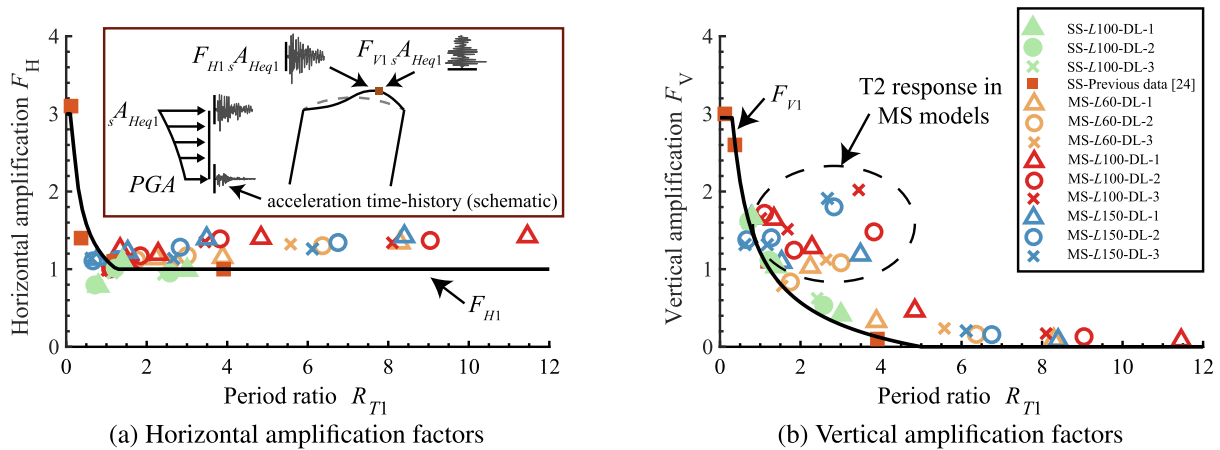 4
3
2
1
0
Horizontal amplification F_H
F_H1 sA_Heq1
F_V1 sA_Heq1
sA_Heq1
PGA
acceleration time-history (schematic)
F_H1
0 2 4 6 8 10 12
Period ratio R_T1
(a) Horizontal amplification factors
4
3
2
1
0
Vertical amplification F_V
F_V1
T2 response in
MS models
SS-L100-DL-1
SS-L100-DL-2
SS-L100-DL-3
SS-Previous data [24]
MS-L60-DL-1
MS-L60-DL-2
MS-L60-DL-3
MS-L100-DL-1
MS-L100-DL-2
MS-L100-DL-3
MS-L150-DL-1
MS-L150-DL-2
MS-L150-DL-3
0 2 4 6 8 10 12
Period ratio R_T1
(b) Vertical amplification factors